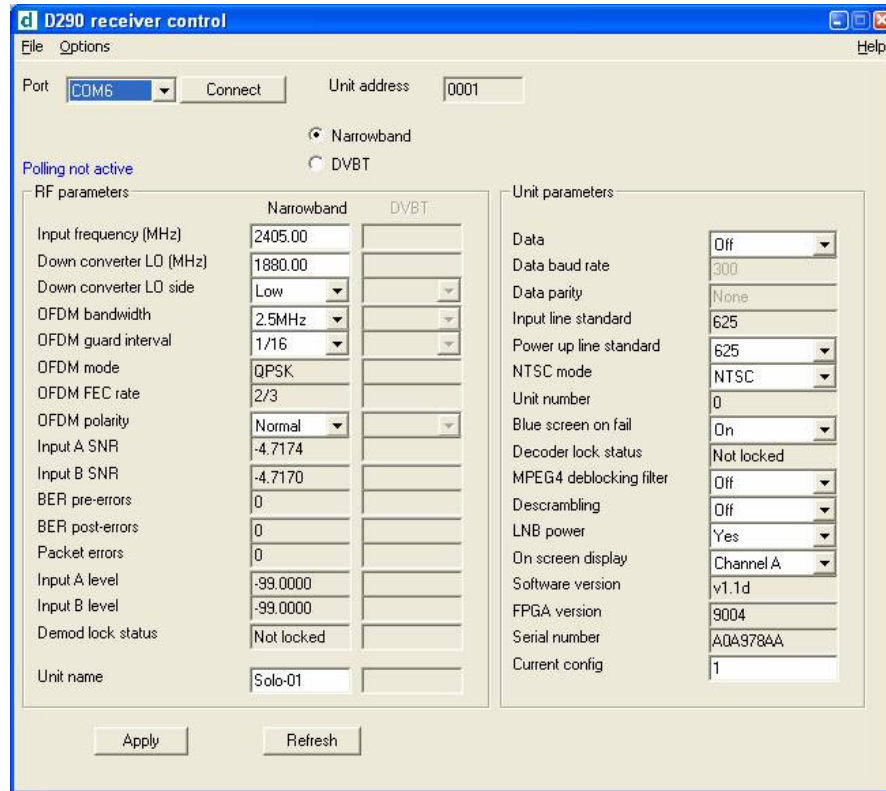 d D290 receiver control
File Options Help
Port COM6 Connect Unit address 0001
Narrowband
DVBT
Polling not active
RF parameters
Narrowband DVBT
Input frequency (MHz) 2405.00
Down converter LO (MHz) 1880.00
Down converter LO side Low
OFDM bandwidth 2.5MHz
OFDM guard interval 1/16
OFDM mode QPSK
OFDM FEC rate 2/3
OFDM polarity Normal
Input A SNR -4.7174
Input B SNR -4.7170
BER pre-errors 0
BER post-errors 0
Packet errors 0
Input A level -99.0000
Input B level -99.0000
Demod lock status Not locked
Unit name Solo-01
Unit parameters
Data Off
Data baud rate 300
Data parity None
Input line standard 625
Power up line standard 625
NTSC mode NTSC
Unit number 0
Blue screen on fail On
Decoder lock status Not locked
MPEG4 deblocking filter Off
Descrambling Off
LNB power Yes
On screen display Channel A
Software version v1.1d
FPGA version 9004
Serial number A0A978AA
Current config 1
Apply Refresh